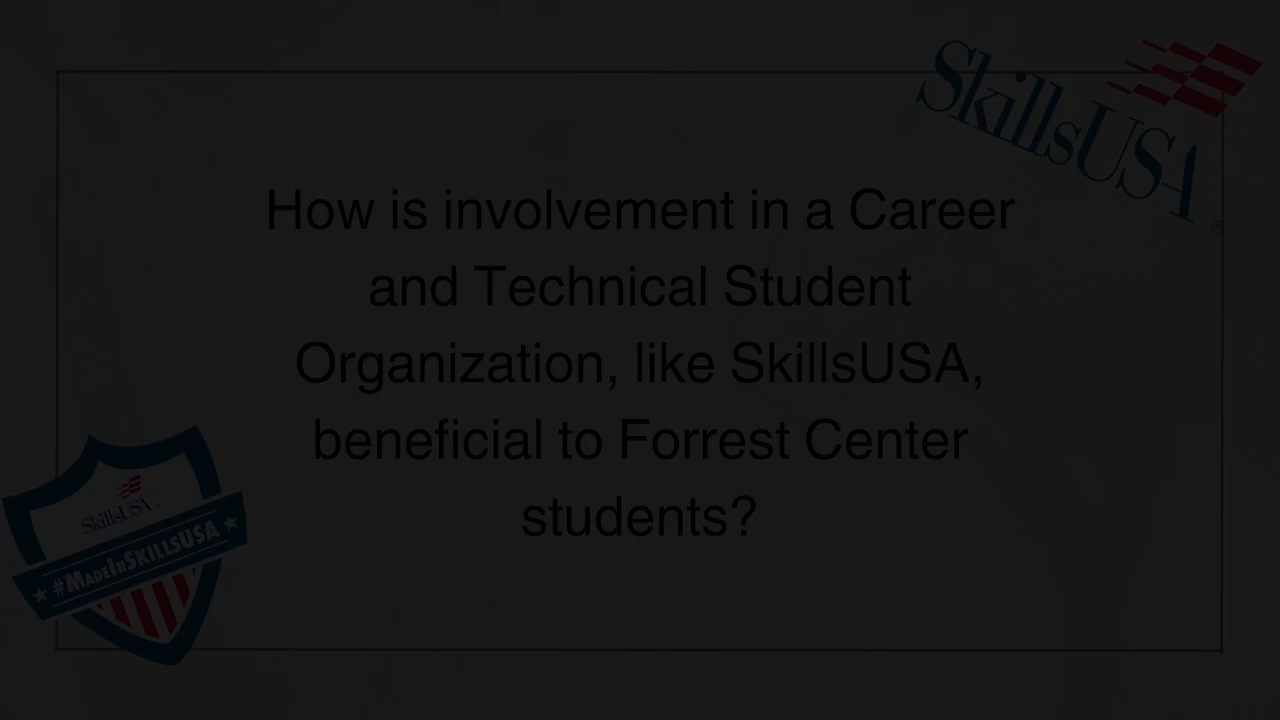 SkillsUSA
®
How is involvement in a Career
and Technical Student
Organization, like SkillsUSA,
beneficial to Forrest Center
students?
SkillsUSA
#MADEINSKILLSUSA